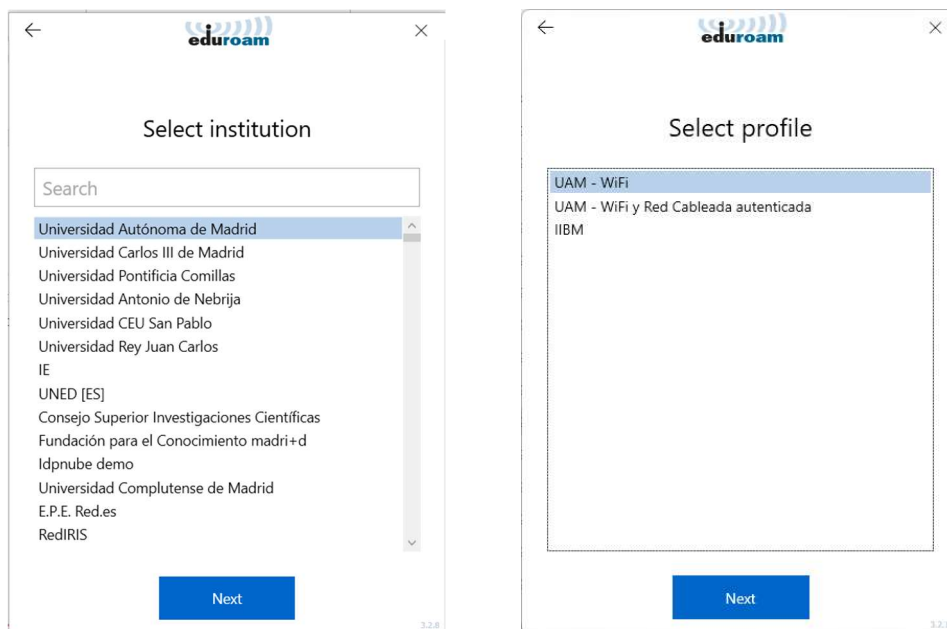 eduroam
Select institution
Search
Universidad Autónoma de Madrid
Universidad Carlos III de Madrid
Universidad Pontificia Comillas
Universidad Antonio de Nebrija
Universidad CEU San Pablo
Universidad Rey Juan Carlos
IE
UNED [ES]
Consejo Superior Investigaciones Científicas
Fundación para el Conocimiento madri+d
Idpnube demo
Universidad Complutense de Madrid
E.P.E. Red.es
RedIRIS
Next
eduroam
Select profile
UAM - WiFi
UAM - WiFi y Red Cableada autenticada
IIBM
Next